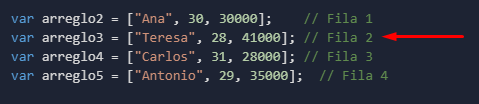 var arreglo2 = ["Ana", 30, 30000];    // Fila 1
var arreglo3 = ["Teresa", 28, 41000]; // Fila 2
var arreglo4 = ["Carlos", 31, 28000]; // Fila 3
var arreglo5 = ["Antonio", 29, 35000];  // Fila 4